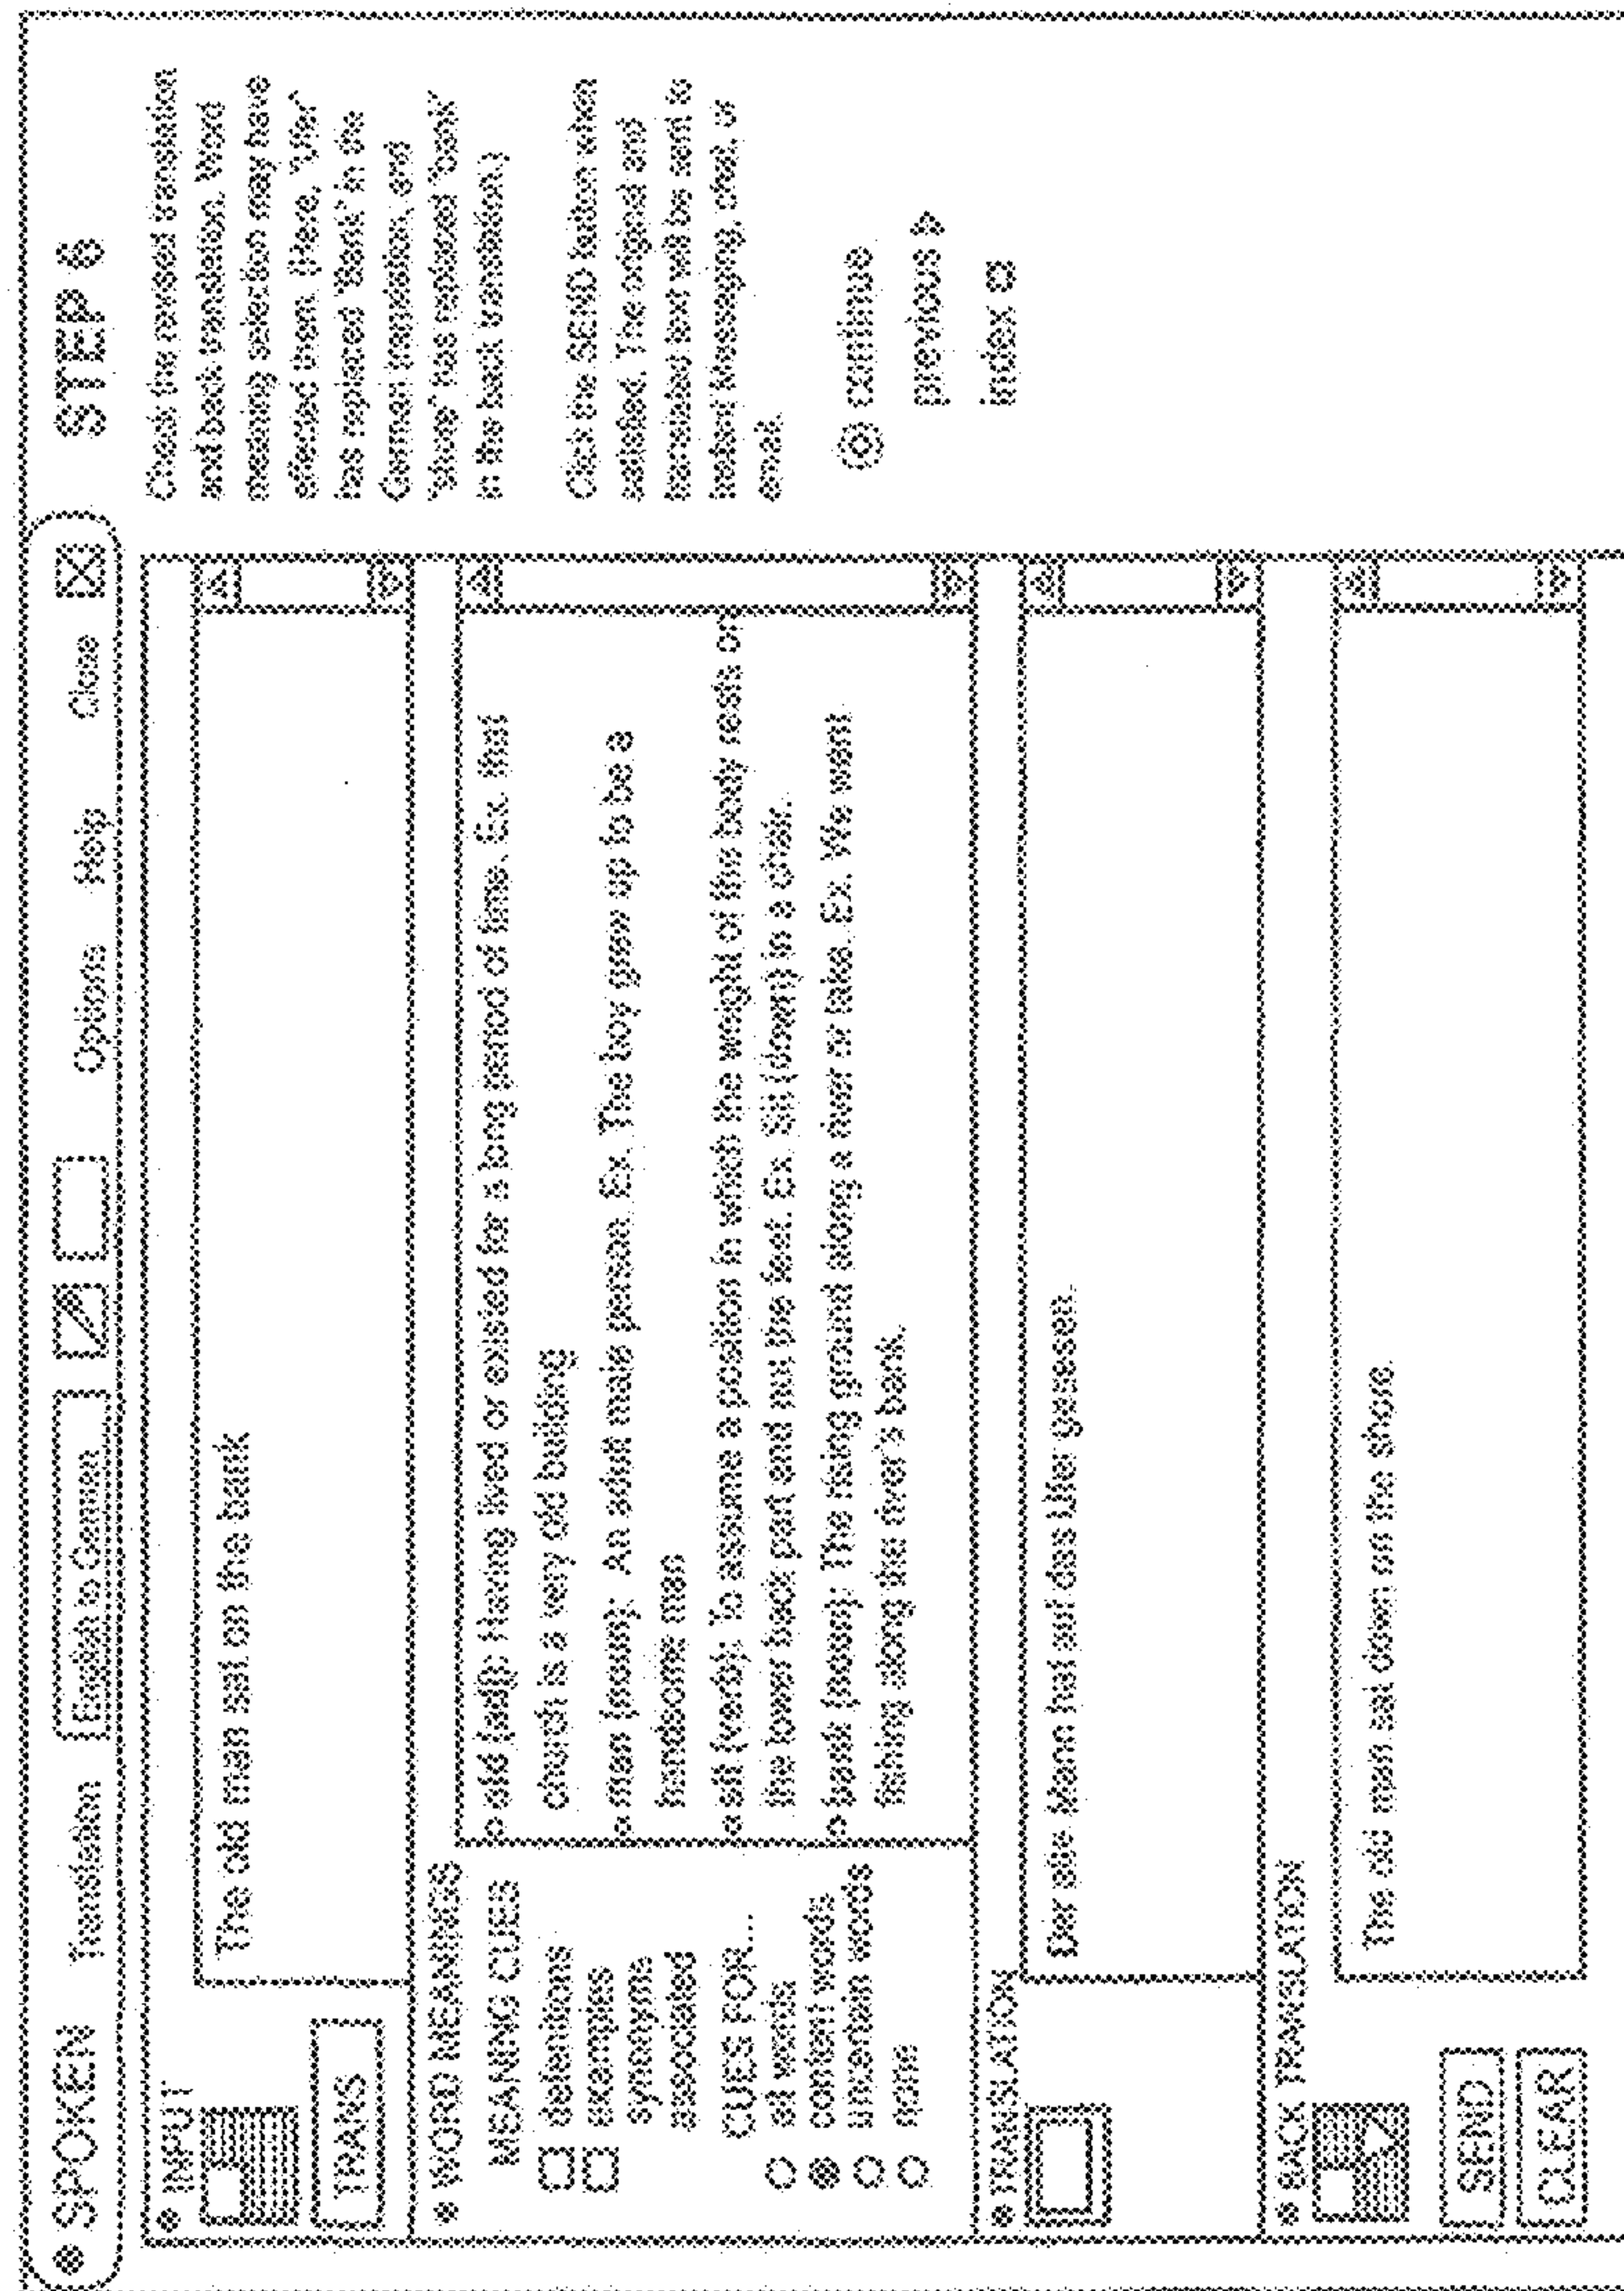 SPOKEN Translation English to German Options Help Close
INPUT
TRANS
The old man sat on the bank
WORD MEANINGS
MEANING CUES
definitions
examples
synonyms
associated
CUES FOR...
all words
content words
uncertain words
none
old (adj): Having lived or existed for a long period of time. Ex. that
church is a very old building
man (noun): An adult male person. Ex. The boy grew up to be a
handsome man
sit (verb): to assume a position in which the weight of the body rests on
the lower back part and not the feet. Ex. Sit (down) in a chair.
bank (noun): The rising ground along a river or lake. Ex. We went
fishing along the river's bank.
TRANSLATION
Der alte Mann hat auf das Ufer gesessen.
BACK TRANSLATION
SEND
CLEAR
The old man sat down on the shore.
STEP 6
Check the revised translation
and back-translation. Word
meaning selection may have
affected them. (Here, 'Ufer'
has replaced 'Bank' in the
German translation, and
'shore' has replaced 'bank'
in the back translation.)
Click the SEND button when
satisfied. The original and
translated text will be sent to
Instant Messaging, chat, or
email.
continue
previous
index